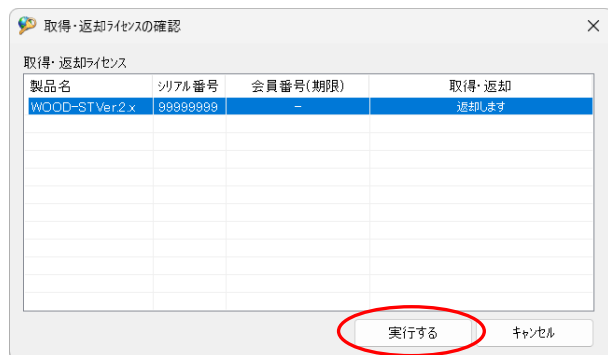 取得・返却ライセンスの確認
取得・返却ライセンス
製品名 シリアル番号 会員番号(期限) 取得・返却
WOOD-STVer.2.x 99999999 － 返却します
実行する キャンセル